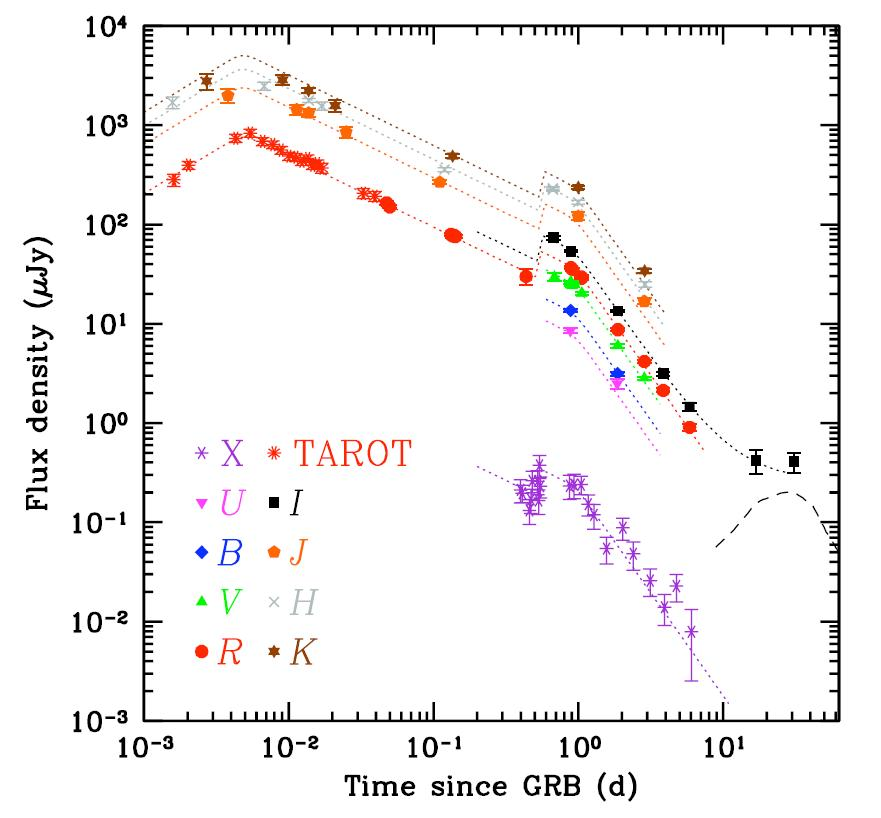 10⁴
10³
10²
10¹
10⁰
10⁻¹
10⁻²
10⁻³
Flux density (μJy)
X TAROT
U I
B J
V H
R K
10⁻³ 10⁻² 10⁻¹ 10⁰ 10¹
Time since GRB (d)